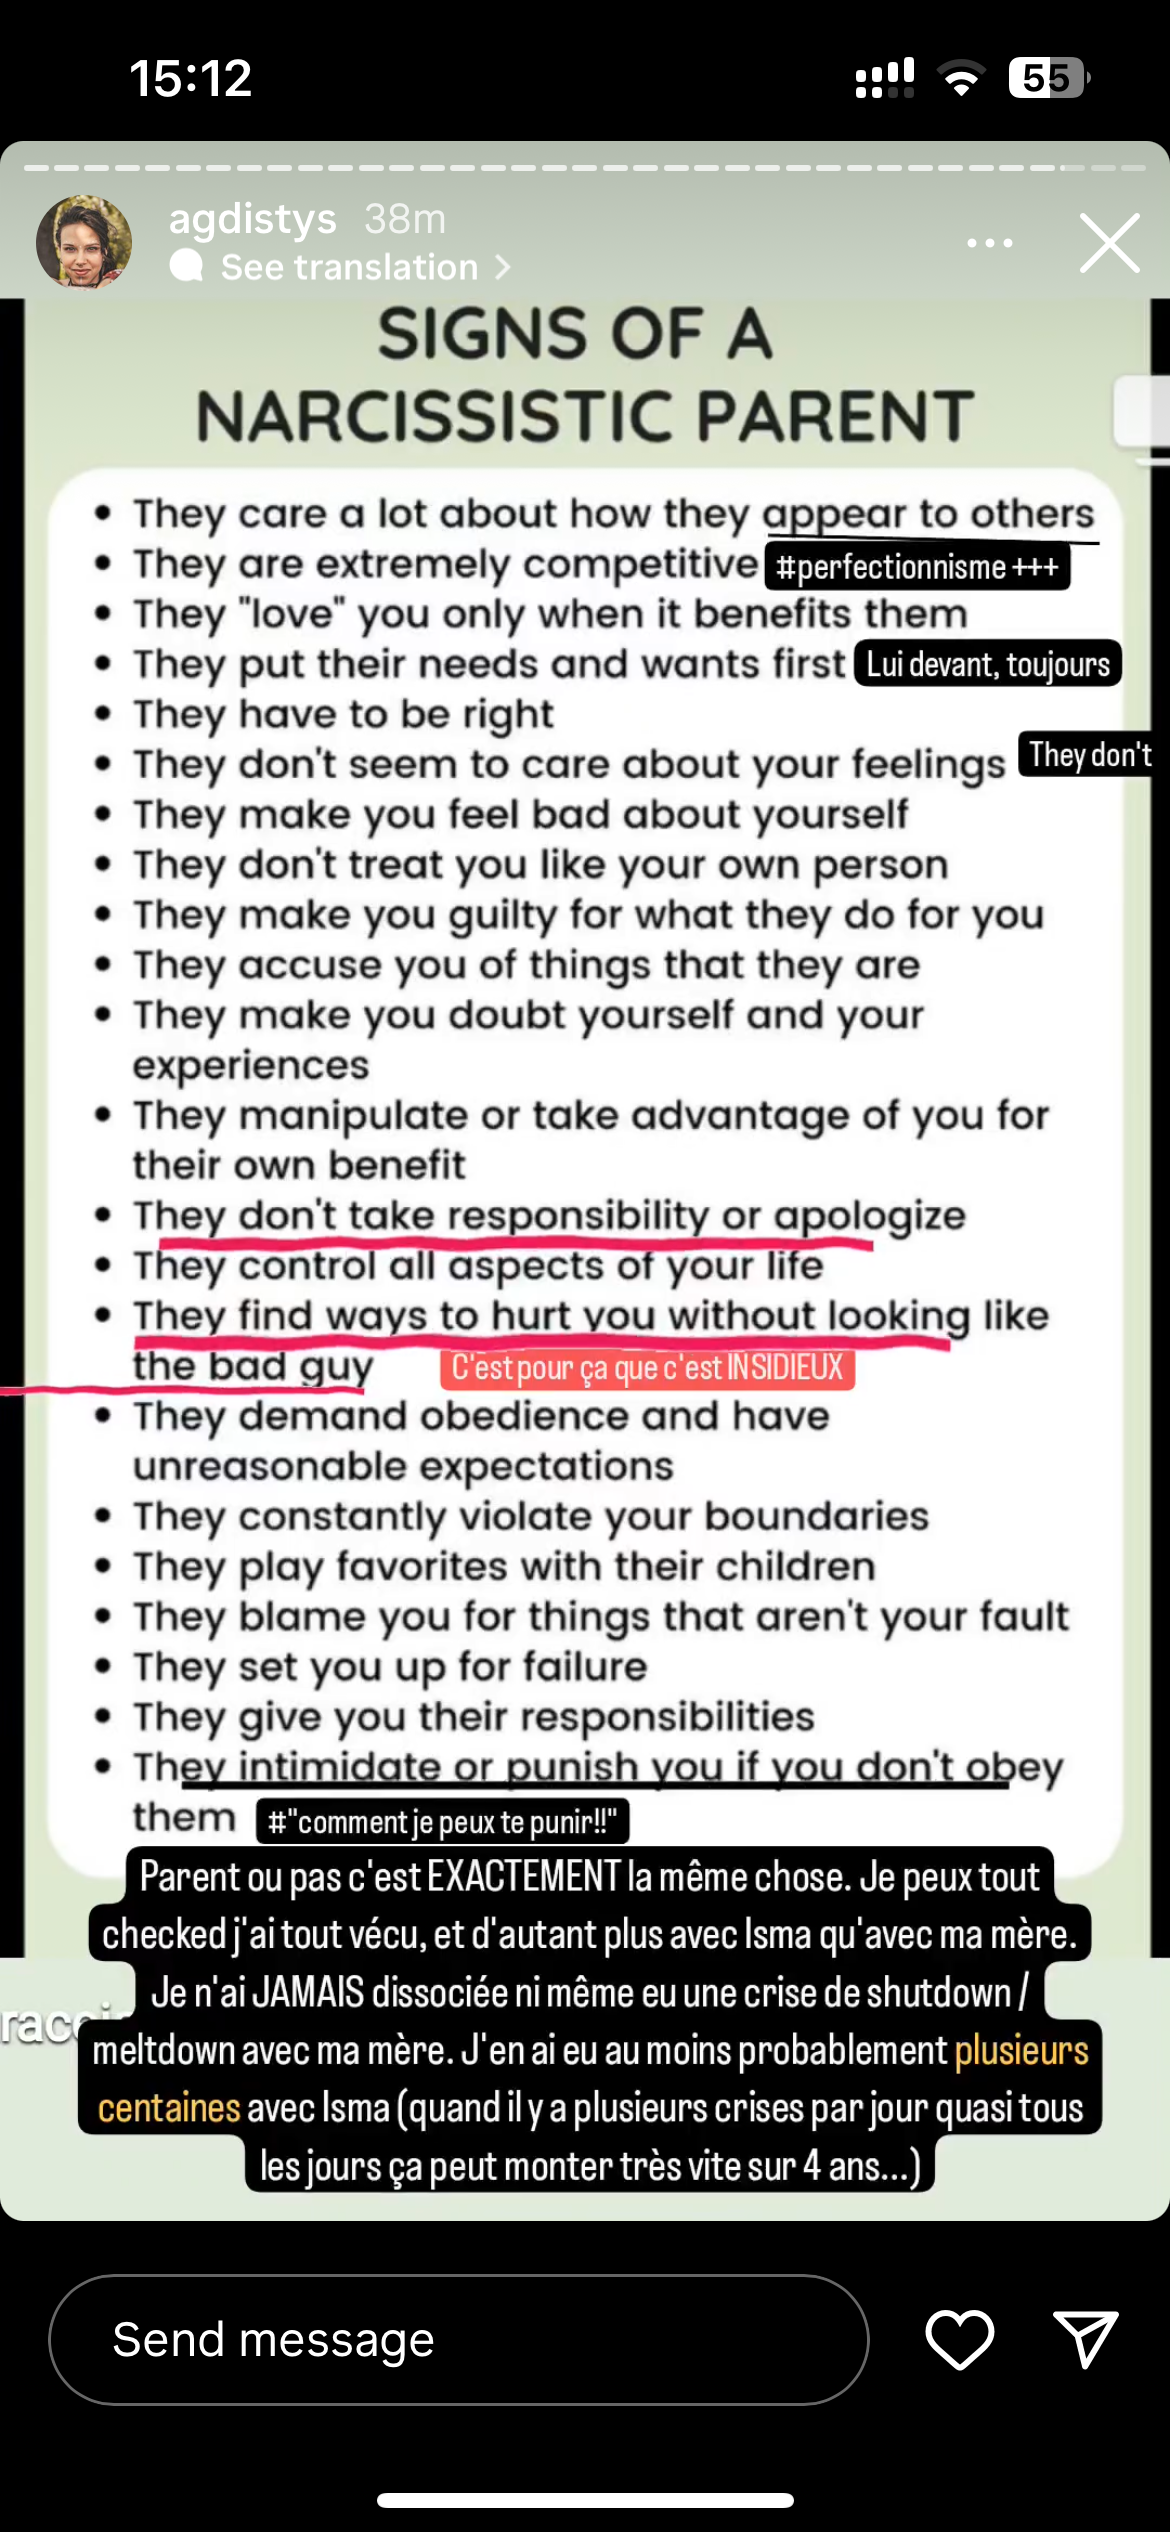 15:12
55
agdistys 38m
See translation >
SIGNS OF A
NARCISSISTIC PARENT
• They care a lot about how they appear to others
• They are extremely competitive #perfectionnisme +++
• They "love" you only when it benefits them
• They put their needs and wants first Lui devant, toujours
• They have to be right
• They don't seem to care about your feelings They don't
• They make you feel bad about yourself
• They don't treat you like your own person
• They make you guilty for what they do for you
• They accuse you of things that they are
• They make you doubt yourself and your
experiences
• They manipulate or take advantage of you for
their own benefit
• They don't take responsibility or apologize
• They control all aspects of your life
• They find ways to hurt you without looking like
the bad guy C'est pour ça que c'est INSIDIEUX
• They demand obedience and have
unreasonable expectations
• They constantly violate your boundaries
• They play favorites with their children
• They blame you for things that aren't your fault
• They set you up for failure
• They give you their responsibilities
• They intimidate or punish you if you don't obey
them #"comment je peux te punir!!"
Parent ou pas c'est EXACTEMENT la même chose. Je peux tout
checked j'ai tout vécu, et d'autant plus avec Isma qu'avec ma mère.
Je n'ai JAMAIS dissociée ni même eu une crise de shutdown /
meltdown avec ma mère. J'en ai eu au moins probablement plusieurs
centaines avec Isma (quand il y a plusieurs crises par jour quasi tous
les jours ça peut monter très vite sur 4 ans...)
Send message